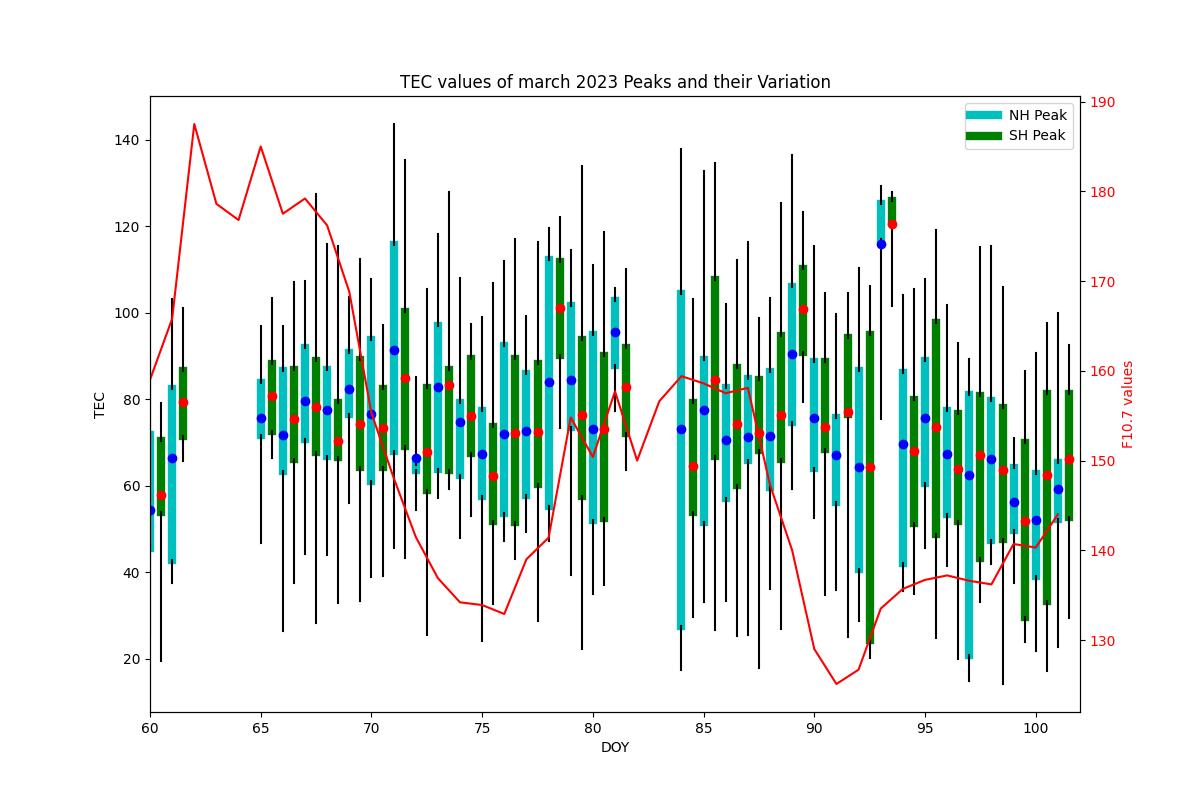 TEC values of march 2023 Peaks and their Variation
NH Peak
SH Peak
TEC
140
120
100
80
60
40
20
190
180
170
160
150
140
130
F10.7 values
60 65 70 75 80 85 90 95 100
DOY